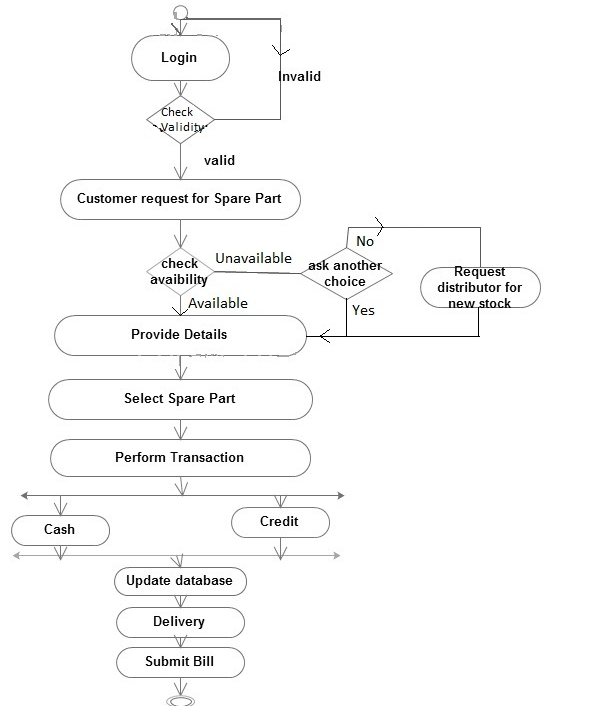 Login
Invalid
Check
Validity
valid
Customer request for Spare Part
check
avaibility
Unavailable
ask another
choice
No
Request
distributor for
new stock
Available
Yes
Provide Details
Select Spare Part
Perform Transaction
Cash
Credit
Update database
Delivery
Submit Bill